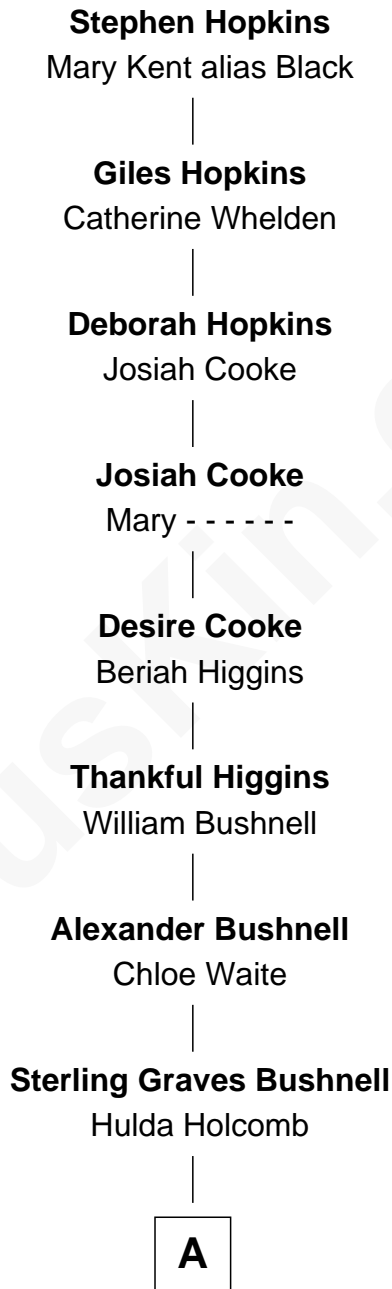 Stephen Hopkins
Mary Kent alias Black
Giles Hopkins
Catherine Whelden
Deborah Hopkins
Josiah Cooke
Josiah Cooke
Mary - - - - - -
Desire Cooke
Beriah Higgins
Thankful Higgins
William Bushnell
Alexander Bushnell
Chloe Waite
Sterling Graves Bushnell
Hulda Holcomb
A